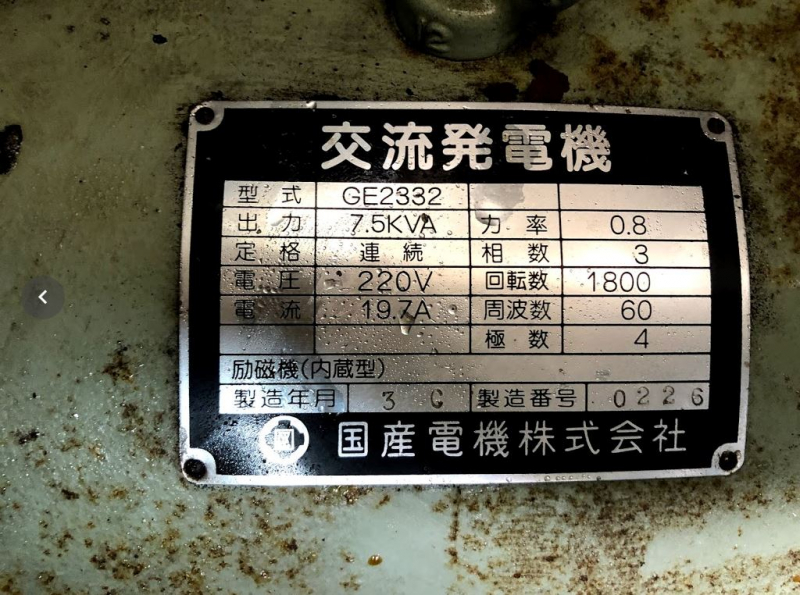 交流発電機
型式 GE2332
出力 7.5KVA 力率 0.8
定格 連続 相数 3
電圧 220V 回転数 1800
電流 19.7A 周波数 60
極数 4
励磁機(内蔵型)
製造年月 3 製造番号 0226
国産電機株式会社